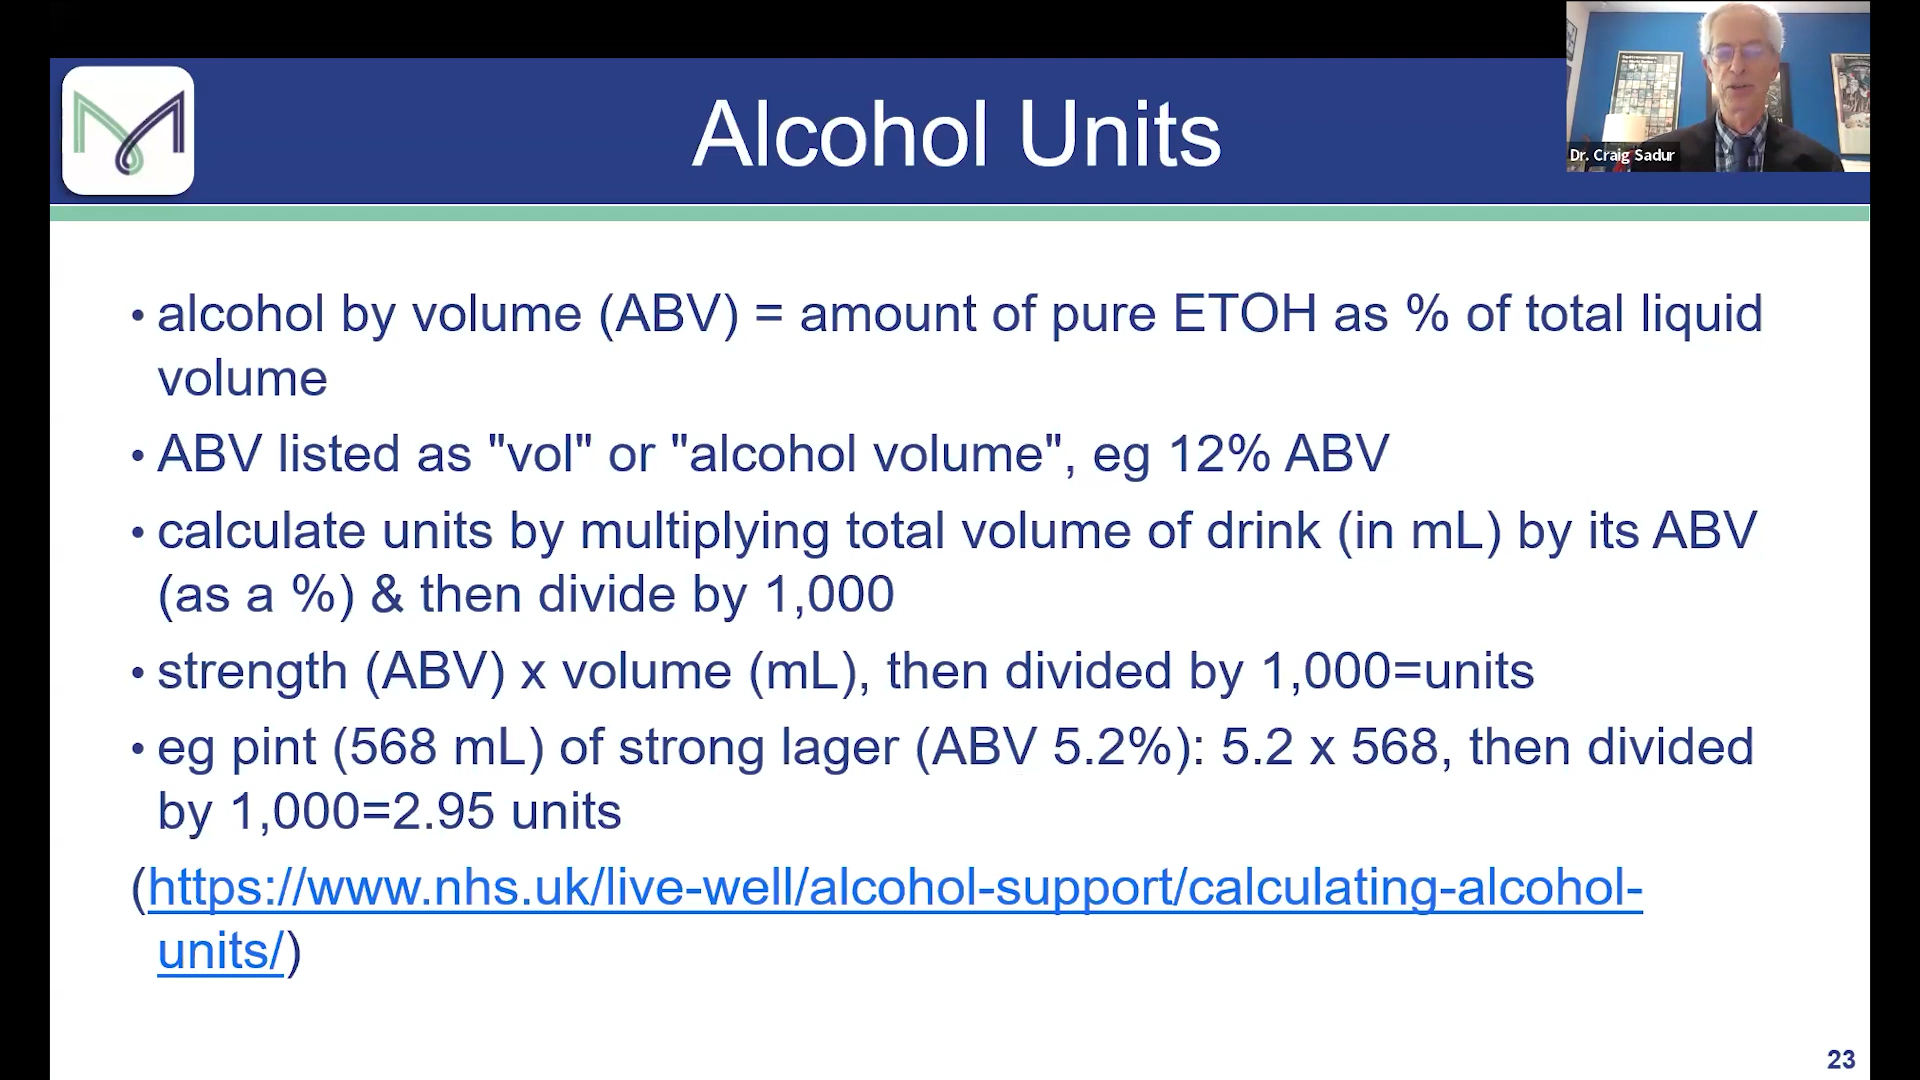 Alcohol Units
Dr. Craig Sadur
• alcohol by volume (ABV) = amount of pure ETOH as % of total liquid
volume
• ABV listed as "vol" or "alcohol volume", eg 12% ABV
• calculate units by multiplying total volume of drink (in mL) by its ABV
(as a %) & then divide by 1,000
• strength (ABV) x volume (mL), then divided by 1,000=units
• eg pint (568 mL) of strong lager (ABV 5.2%): 5.2 x 568, then divided
by 1,000=2.95 units
(https://www.nhs.uk/live-well/alcohol-support/calculating-alcohol-
units/)
23